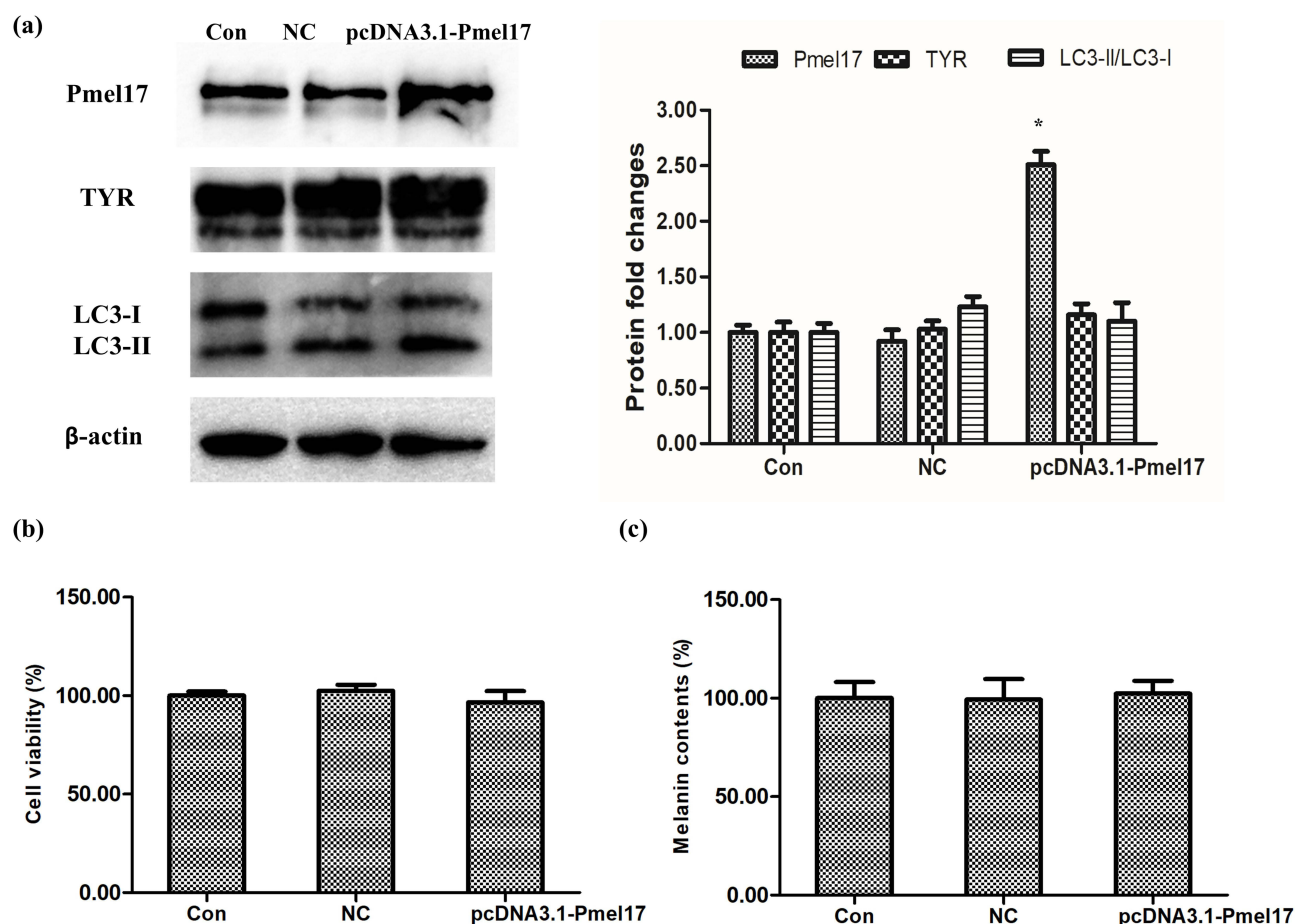 (a)
Con NC pcDNA3.1-Pmel17
Pmel17
TYR
LC3-I
LC3-II
β-actin
Pmel17 TYR LC3-II/LC3-I
Protein fold changes
3.00
2.50
2.00
1.50
1.00
0.50
0.00
*
Con NC pcDNA3.1-Pmel17
(b)
Cell viability (%)
150.00
100.00
50.00
0.00
Con NC pcDNA3.1-Pmel17
(c)
Melanin contents (%)
150.00
100.00
50.00
0.00
Con NC pcDNA3.1-Pmel17